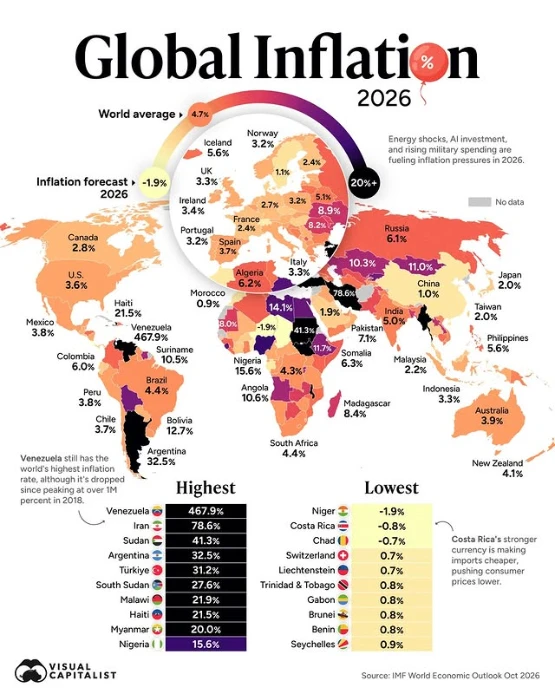 Global Inflation
%
2026
World average
4.7%
Inflation forecast
2026
-1.9%
20%+
Energy shocks, AI investment,
and rising military spending are
fueling inflation pressures in 2026.
No data
Norway
3.2%
Iceland
5.6%
2.4%
1.1%
UK
3.3%
Ireland
3.4%
2.7%
3.2%
5.1%
8.9%
8.2%
France
2.4%
Portugal
3.2%
Spain
3.7%
Italy
3.3%
Canada
2.8%
U.S.
3.6%
Russia
6.1%
10.3%
11.0%
China
1.0%
Japan
2.0%
Taiwan
2.0%
Algeria
6.2%
Morocco
0.9%
78.6%
1.9%
India
5.0%
Pakistan
7.1%
Haiti
21.5%
Mexico
3.8%
Venezuela
467.9%
Suriname
10.5%
Colombia
6.0%
14.1%
8.0%
-1.9%
41.3%
11.7%
Philippines
5.6%
Malaysia
2.2%
Somalia
6.3%
Nigeria
15.6%
4.3%
Brazil
4.4%
Peru
3.8%
Angola
10.6%
Madagascar
8.4%
Indonesia
3.3%
Australia
3.9%
Chile
3.7%
Bolivia
12.7%
Argentina
32.5%
South Africa
4.4%
New Zealand
4.1%
Venezuela still has the
world's highest inflation
rate, although it's dropped
since peaking at over 1M
percent in 2018.
Highest
Venezuela 467.9%
Iran 78.6%
Sudan 41.3%
Argentina 32.5%
Türkiye 31.2%
South Sudan 27.6%
Malawi 21.9%
Haiti 21.5%
Myanmar 20.0%
Nigeria 15.6%
Lowest
Niger -1.9%
Costa Rica -0.8%
Chad -0.7%
Switzerland 0.7%
Liechtenstein 0.7%
Trinidad & Tobago 0.8%
Gabon 0.8%
Brunei 0.8%
Benin 0.8%
Seychelles 0.9%
Costa Rica's stronger
currency is making
imports cheaper,
pushing consumer
prices lower.
VISUAL
CAPITALIST
Source: IMF World Economic Outlook Oct 2026